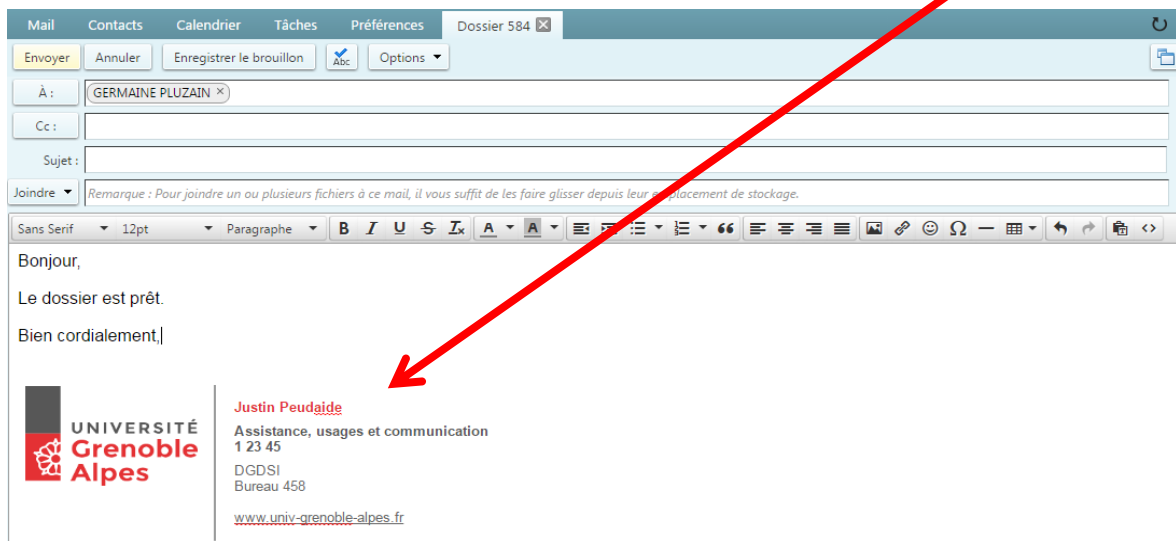 Mail Contacts Calendrier Tâches Préférences Dossier 584
Envoyer Annuler Enregistrer le brouillon Abc Options
À : GERMAINE PLUZAIN
Cc :
Sujet :
Joindre Remarque : Pour joindre un ou plusieurs fichiers à ce mail, il vous suffit de les faire glisser depuis leur emplacement de stockage.
Sans Serif 12pt Paragraphe B I U S Ix A A Ω
Bonjour,
Le dossier est prêt.
Bien cordialement,
UNIVERSITÉ
Grenoble
Alpes
Justin Peudaide
Assistance, usages et communication
1 23 45
DGDSI
Bureau 458
www.univ-grenoble-alpes.fr